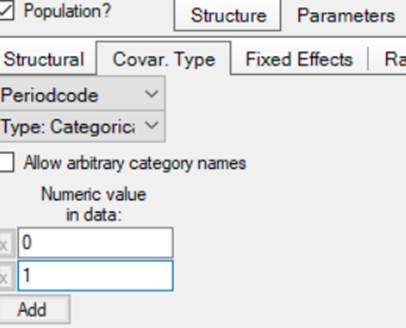 Population?
Structure
Parameters
Structural
Covar. Type
Fixed Effects
Ra
Periodcode
Type: Categorica
Allow arbitrary category names
Numeric value
in data:
x 0
x 1
Add